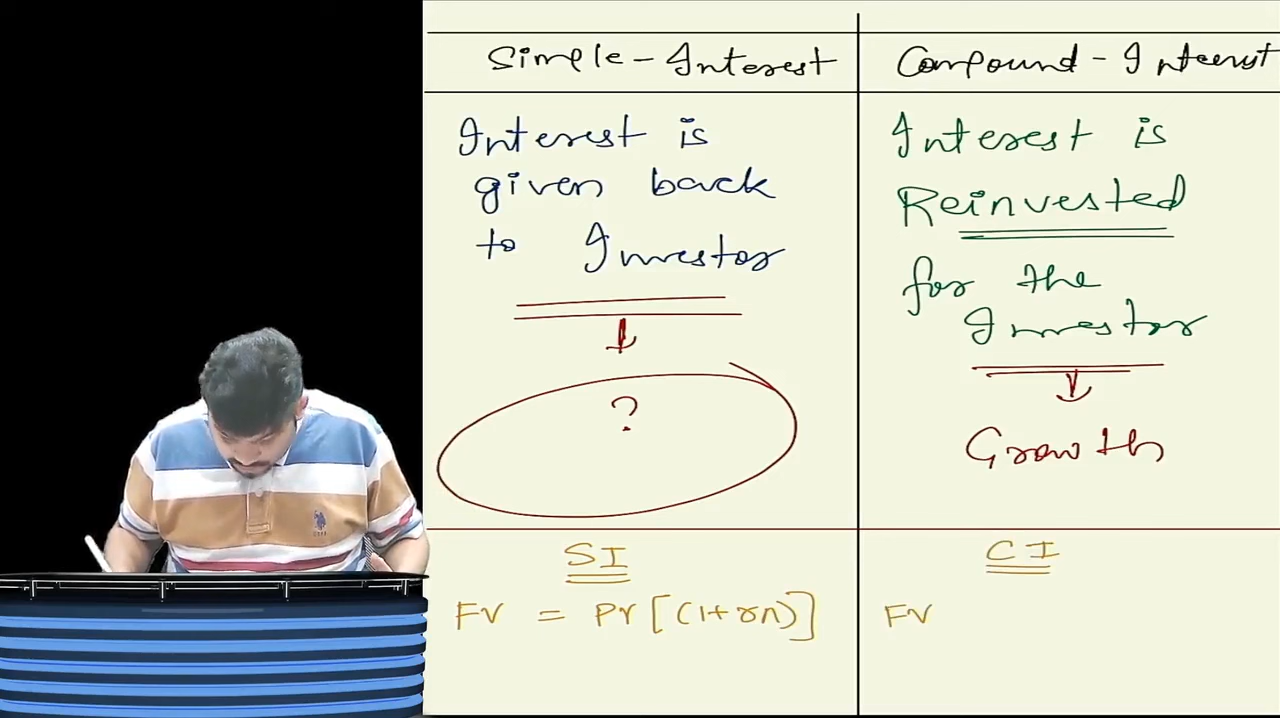 Simple - Interest
Compound - Interest
Interest is
given back
to Investor
?
Interest is
Reinvested
for the
Investor
Growth
SI
FV = PV [(1+rn)]
CI
FV